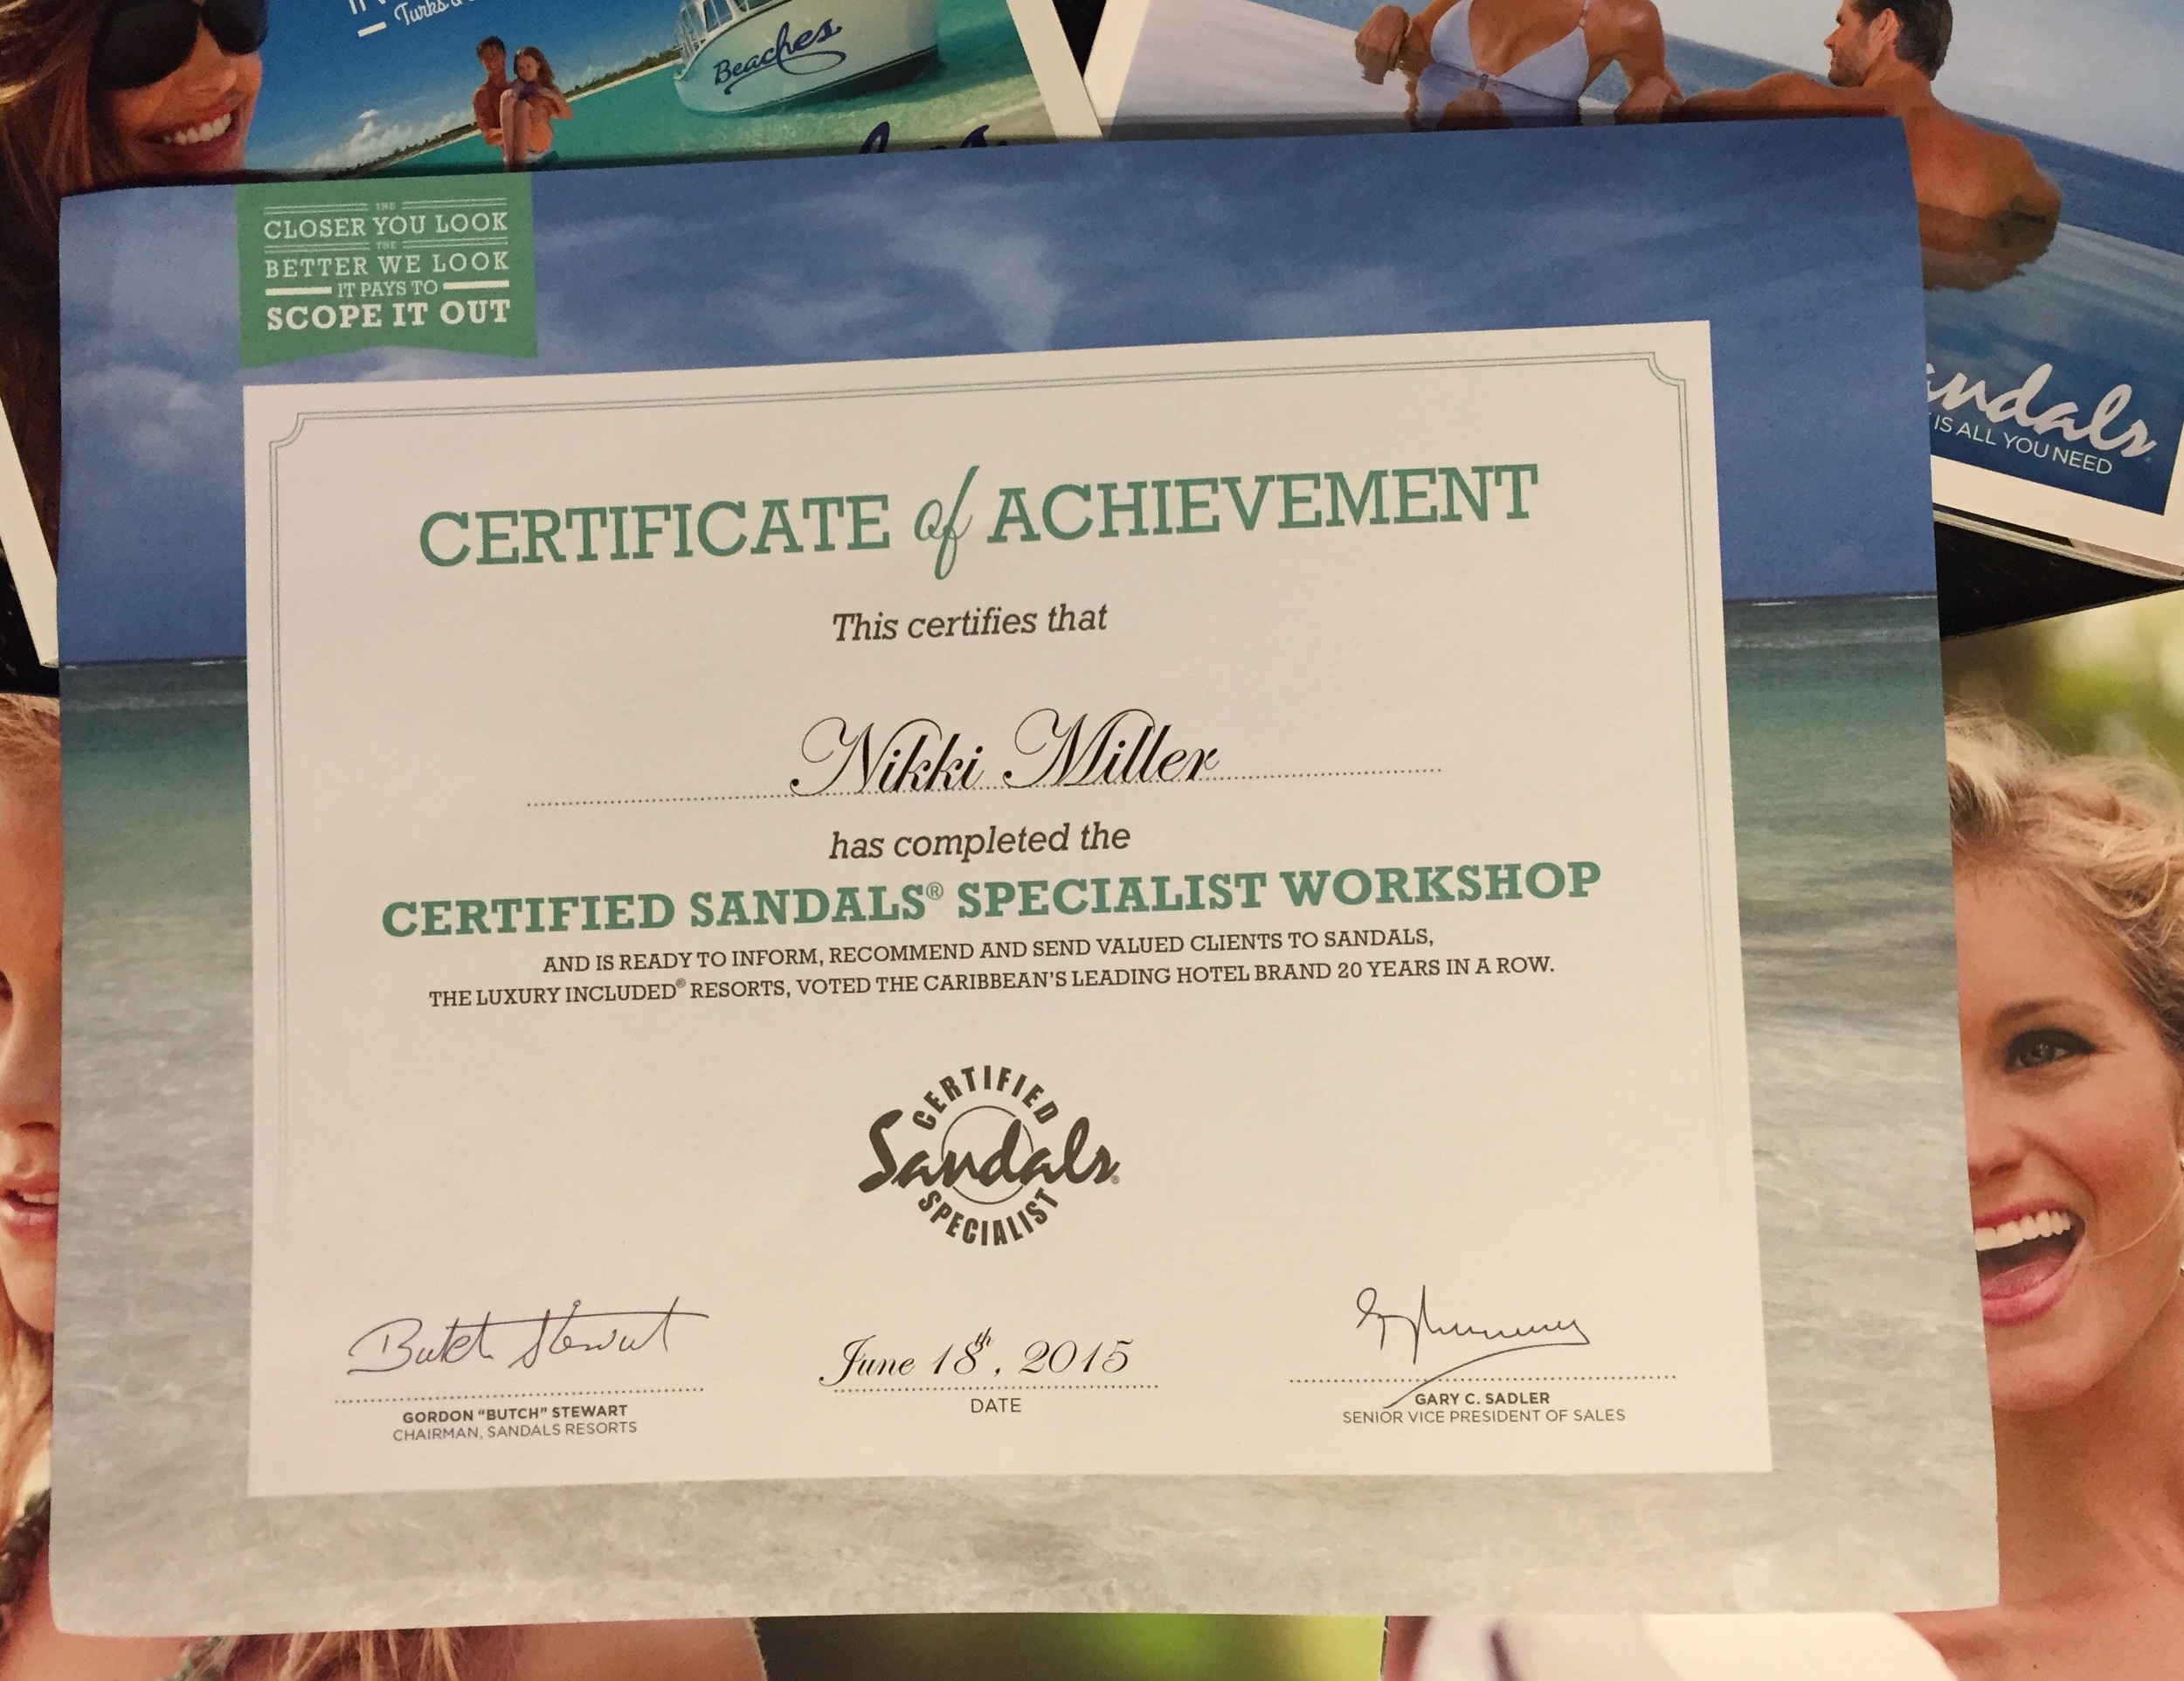 Turks
Beaches
THE
CLOSER YOU LOOK
THE
BETTER WE LOOK
IT PAYS TO
SCOPE IT OUT
IS ALL YOU NEED
CERTIFICATE of ACHIEVEMENT
This certifies that
Nikki Miller
has completed the
CERTIFIED SANDALS® SPECIALIST WORKSHOP
AND IS READY TO INFORM, RECOMMEND AND SEND VALUED CLIENTS TO SANDALS,
THE LUXURY INCLUDED® RESORTS, VOTED THE CARIBBEAN'S LEADING HOTEL BRAND 20 YEARS IN A ROW.
CERTIFIED
Sandals®
SPECIALIST
Butch Stewart
GORDON "BUTCH" STEWART
CHAIRMAN, SANDALS RESORTS
June 18th, 2015
DATE
GARY C. SADLER
SENIOR VICE PRESIDENT OF SALES